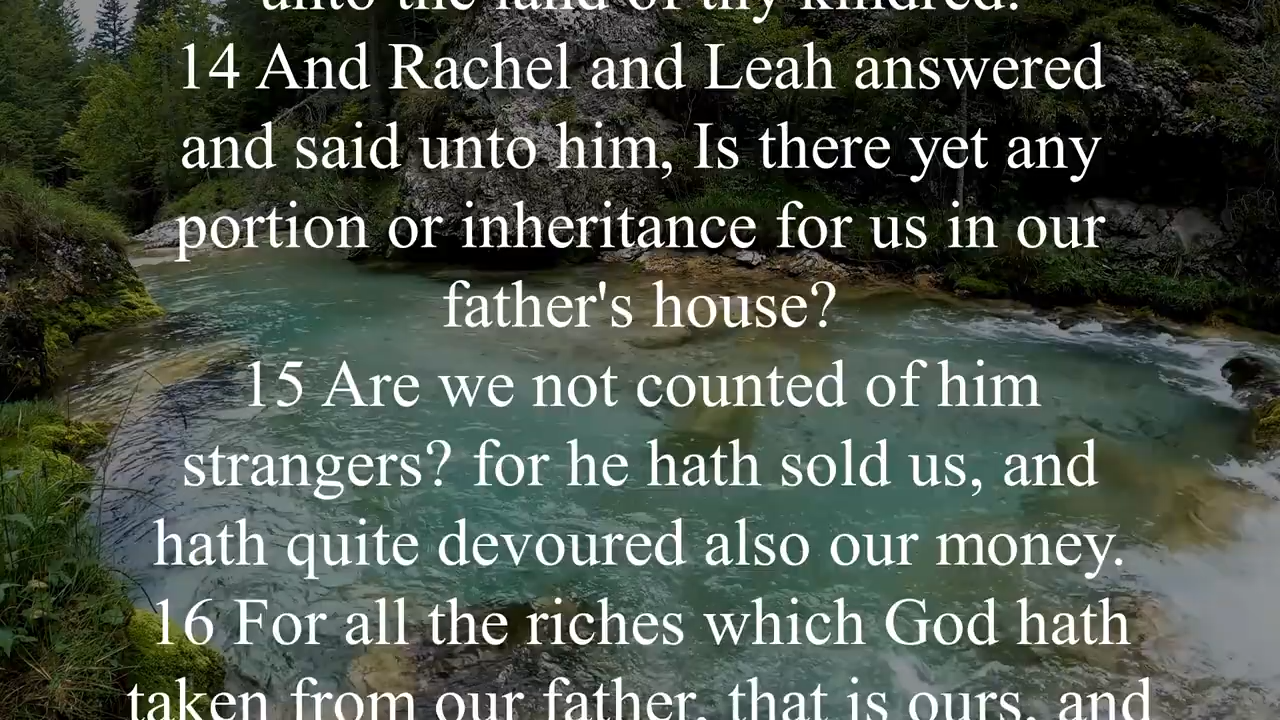 unto the land of thy kindred.
14 And Rachel and Leah answered
and said unto him, Is there yet any
portion or inheritance for us in our
father's house?
15 Are we not counted of him
strangers? for he hath sold us, and
hath quite devoured also our money.
16 For all the riches which God hath
taken from our father, that is ours, and